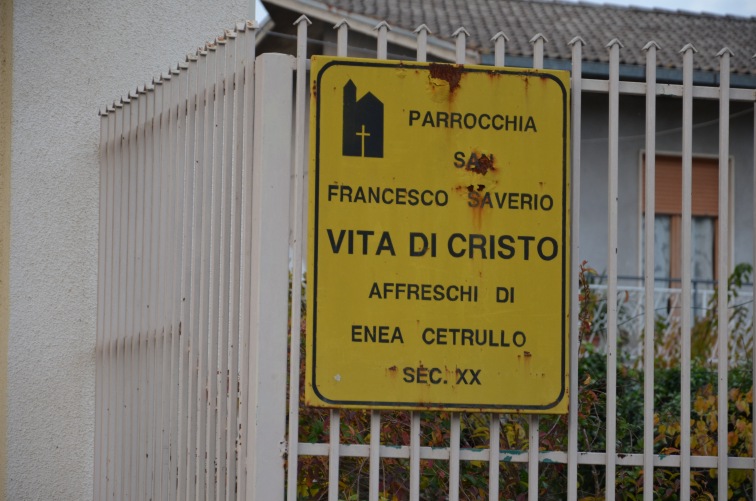 PARROCCHIA
SAN
FRANCESCO SAVERIO
VITA DI CRISTO
AFFRESCHI DI
ENEA CETRULLO
SEC. XX